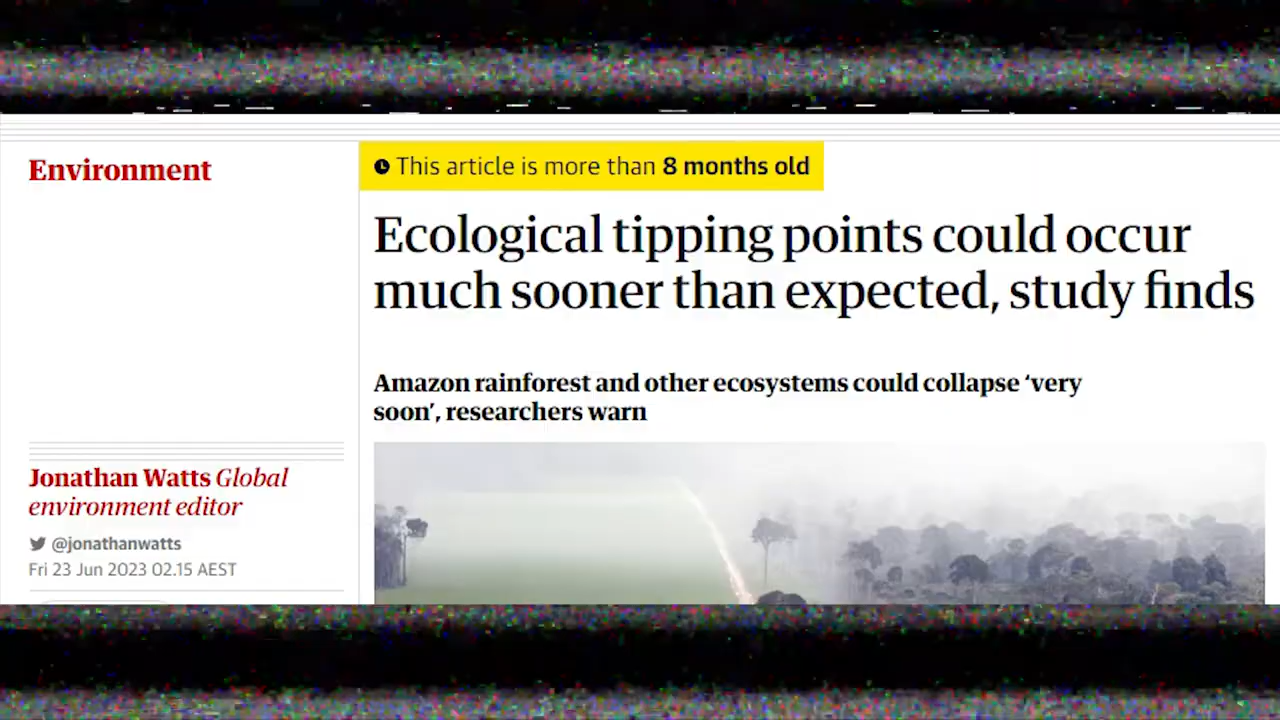 Environment
This article is more than 8 months old
Ecological tipping points could occur
much sooner than expected, study finds
Amazon rainforest and other ecosystems could collapse ‘very
soon’, researchers warn
Jonathan Watts Global
environment editor
@jonathanwatts
Fri 23 Jun 2023 02.15 AEST